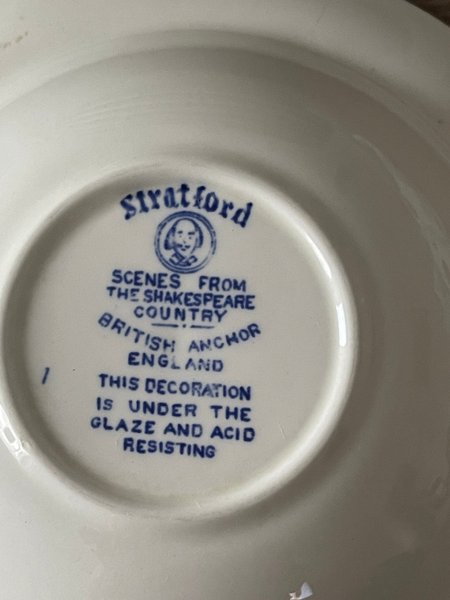 Stratford
SCENES FROM
THE SHAKESPEARE
COUNTRY
BRITISH ANCHOR
ENGLAND
1
THIS DECORATION
IS UNDER THE
GLAZE AND ACID
RESISTING